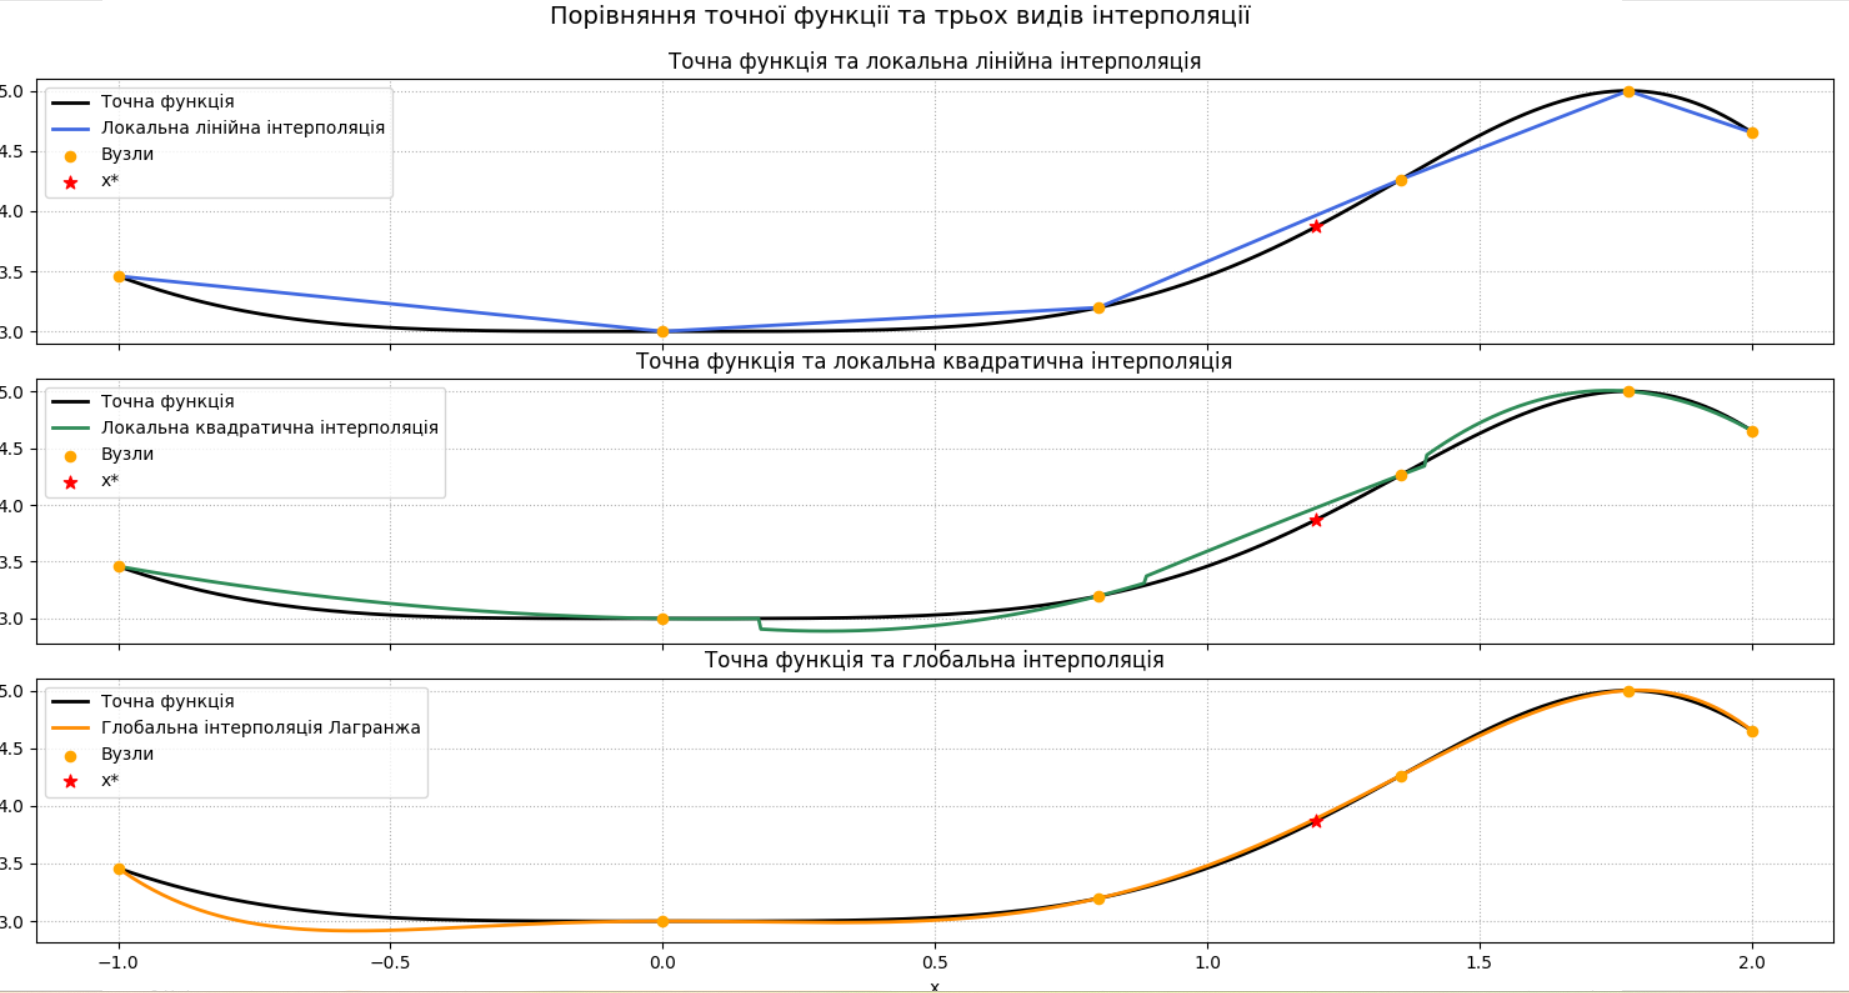 Порівняння точної функції та трьох видів інтерполяції
Точна функція та локальна лінійна інтерполяція
5.0
4.5
4.0
3.5
3.0
Точна функція
Локальна лінійна інтерполяція
Вузли
x*
Точна функція та локальна квадратична інтерполяція
5.0
4.5
4.0
3.5
3.0
Точна функція
Локальна квадратична інтерполяція
Вузли
x*
Точна функція та глобальна інтерполяція
5.0
4.5
4.0
3.5
3.0
Точна функція
Глобальна інтерполяція Лагранжа
Вузли
x*
−1.0 −0.5 0.0 0.5 1.0 1.5 2.0
x